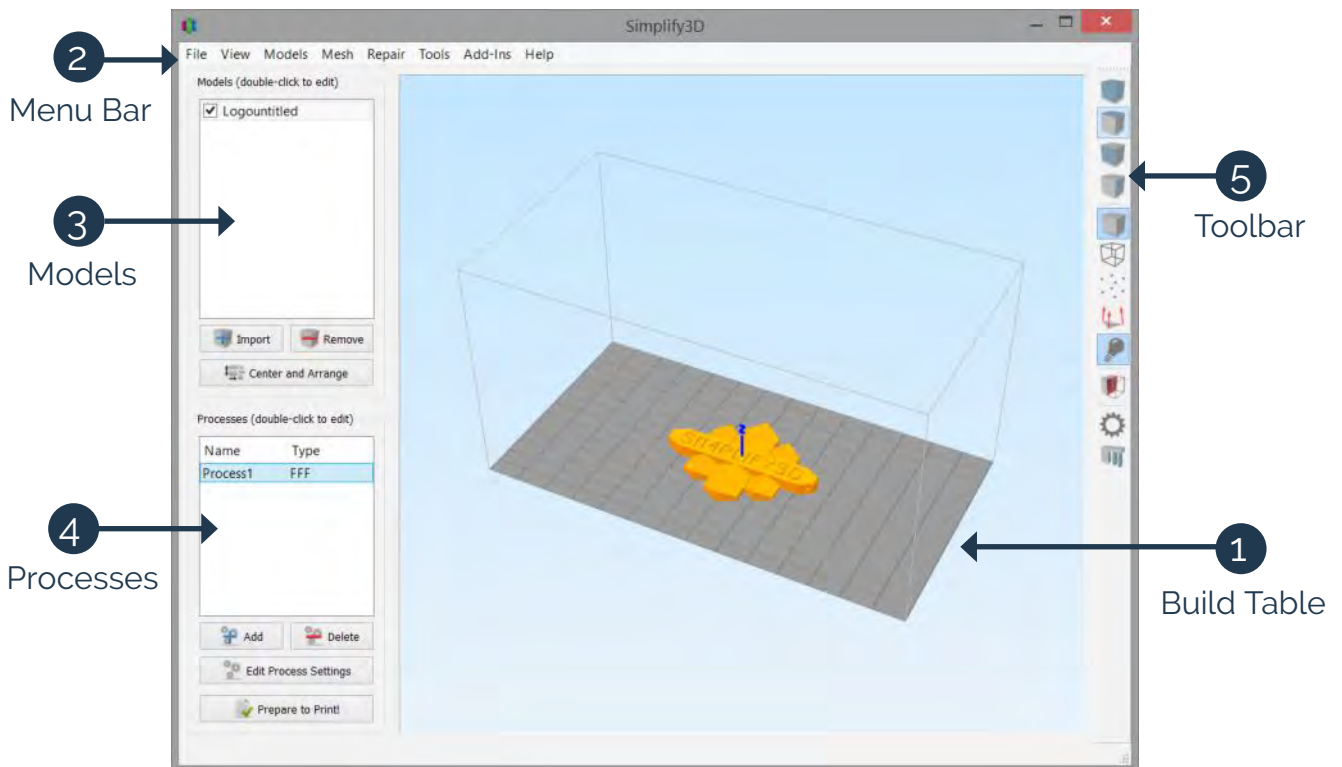 Simplify3D
File View Models Mesh Repair Tools Add-Ins Help
2
Menu Bar
Models (double-click to edit)
Logountitled
3
Models
Import Remove
Center and Arrange
Processes (double-click to edit)
Name Type
Process1 FFF
4
Processes
Add Delete
Edit Process Settings
Prepare to Print!
Z
5
Toolbar
1
Build Table